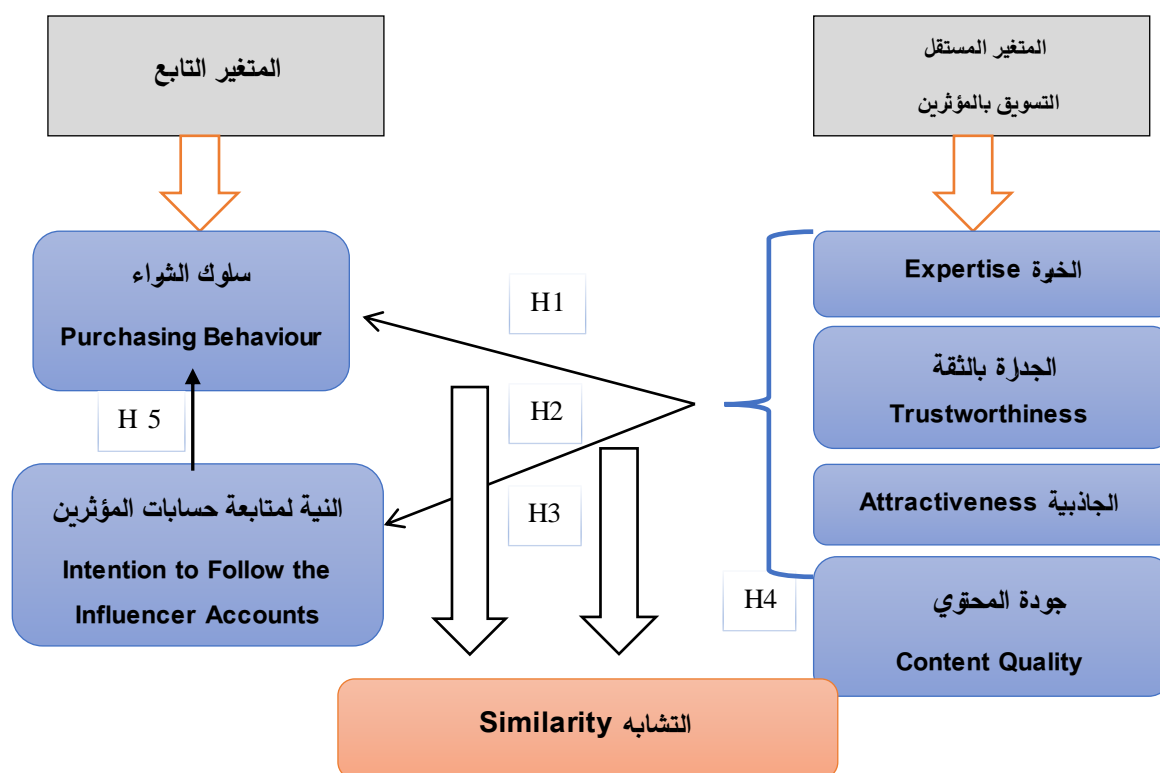 المتغير المستقل
التسويق بالمؤثرين
المتغير التابع
الخبرة Expertise
الجدارة بالثقة
Trustworthiness
الجاذبية Attractiveness
جودة المحتوي
Content Quality
H1
H2
H3
H4
سلوك الشراء
Purchasing Behaviour
H 5
النية لمتابعة حسابات المؤثرين
Intention to Follow the
Influencer Accounts
التشابه Similarity